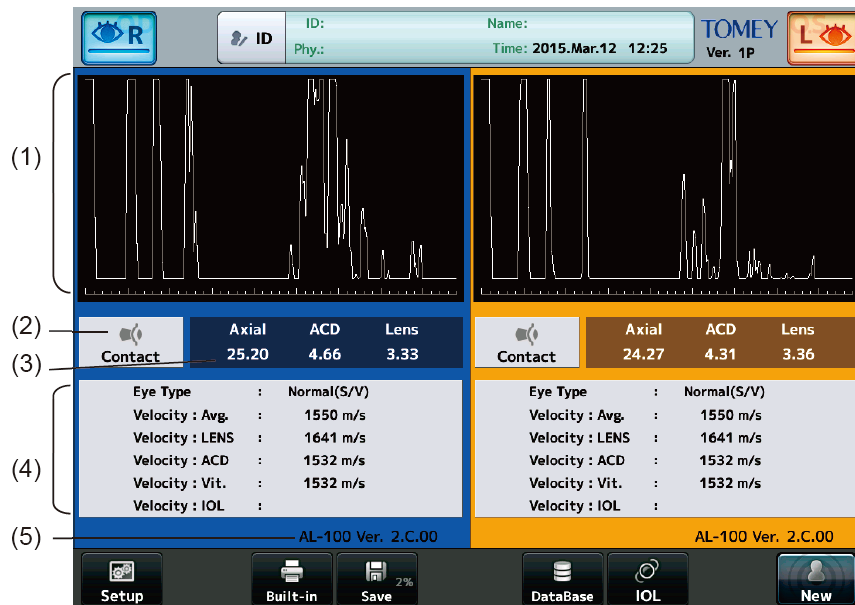 R
ID
ID:
Name:
Phy.:
Time: 2015.Mar.12 12:25
TOMEY
Ver. 1P
L
(1)
(2)
(3)
Contact
Axial ACD Lens
25.20 4.66 3.33
Contact
Axial ACD Lens
24.27 4.31 3.36
(4)
Eye Type : Normal(S/V)
Velocity : Avg. : 1550 m/s
Velocity : LENS : 1641 m/s
Velocity : ACD : 1532 m/s
Velocity : Vit. : 1532 m/s
Velocity : IOL :
Eye Type : Normal(S/V)
Velocity : Avg. : 1550 m/s
Velocity : LENS : 1641 m/s
Velocity : ACD : 1532 m/s
Velocity : Vit. : 1532 m/s
Velocity : IOL :
(5)
AL-100 Ver. 2.C.00
AL-100 Ver. 2.C.00
Setup
Built-in
Save
2%
DataBase
IOL
New